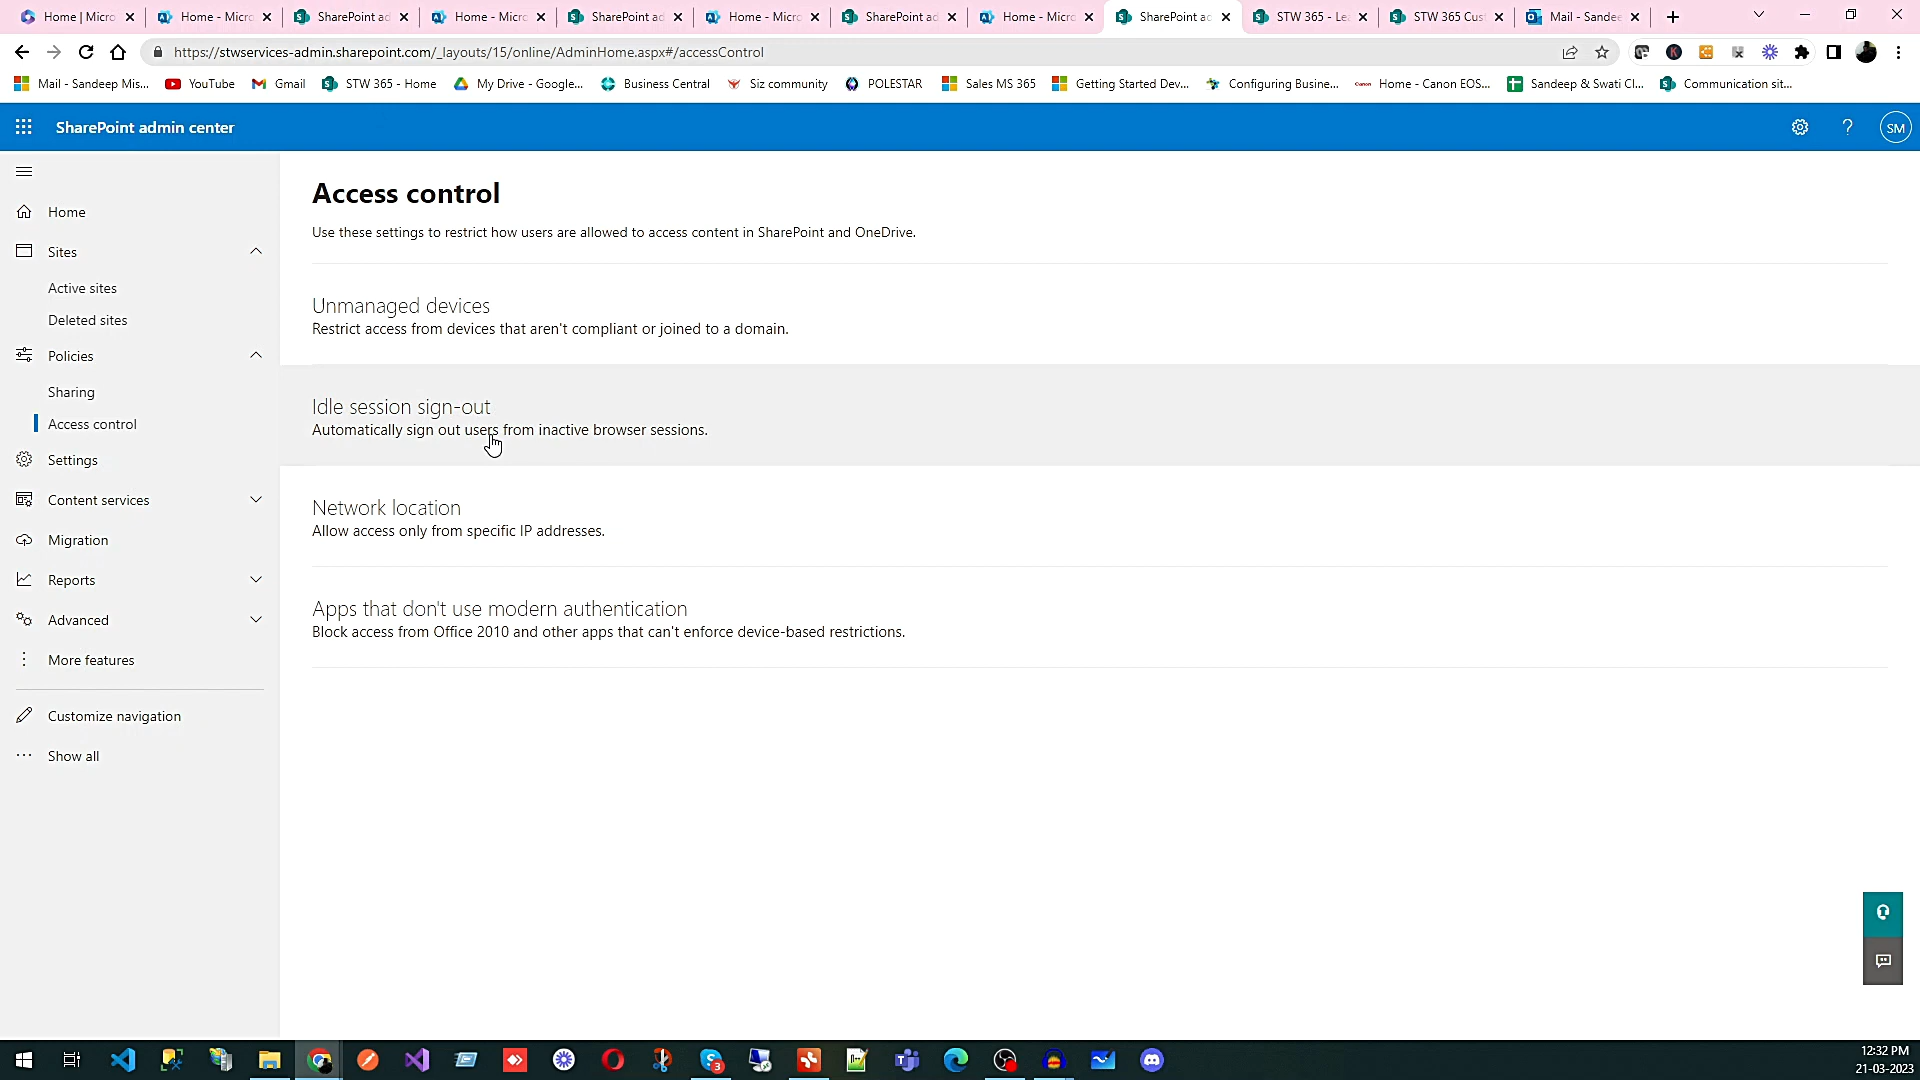 Home | Micro
Home - Micro
SharePoint ad
Home - Micro
SharePoint ad
Home - Micro
SharePoint ad
Home - Micro
SharePoint ac
STW 365 - Le
STW 365 Cus
Mail - Sandee
https://stwservices-admin.sharepoint.com/_layouts/15/online/AdminHome.aspx#/accessControl
Mail - Sandeep Mis...
YouTube
Gmail
STW 365 - Home
My Drive - Google...
Business Central
Siz community
POLESTAR
Sales MS 365
Getting Started Dev...
Configuring Busine...
Home - Canon EOS...
Sandeep & Swati Cl...
Communication sit...
SharePoint admin center
SM
Home
Sites
Active sites
Deleted sites
Policies
Sharing
Access control
Settings
Content services
Migration
Reports
Advanced
More features
Customize navigation
Show all
Access control
Use these settings to restrict how users are allowed to access content in SharePoint and OneDrive.
Unmanaged devices
Restrict access from devices that aren't compliant or joined to a domain.
Idle session sign-out
Automatically sign out users from inactive browser sessions.
Network location
Allow access only from specific IP addresses.
Apps that don't use modern authentication
Block access from Office 2010 and other apps that can't enforce device-based restrictions.
12:32 PM
21-03-2023